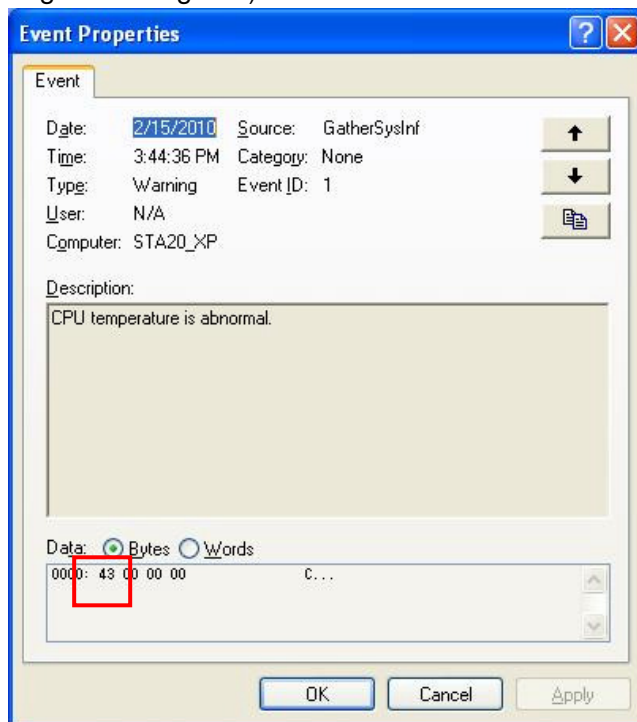 Event Properties
Event
Date: 2/15/2010 Source: GatherSysInf
Time: 3:44:36 PM Category: None
Type: Warning Event ID: 1
User: N/A
Computer: STA20_XP
Description:
CPU temperature is abnormal.
Data: Bytes Words
0000: 43 00 00 00 C...
OK Cancel Apply